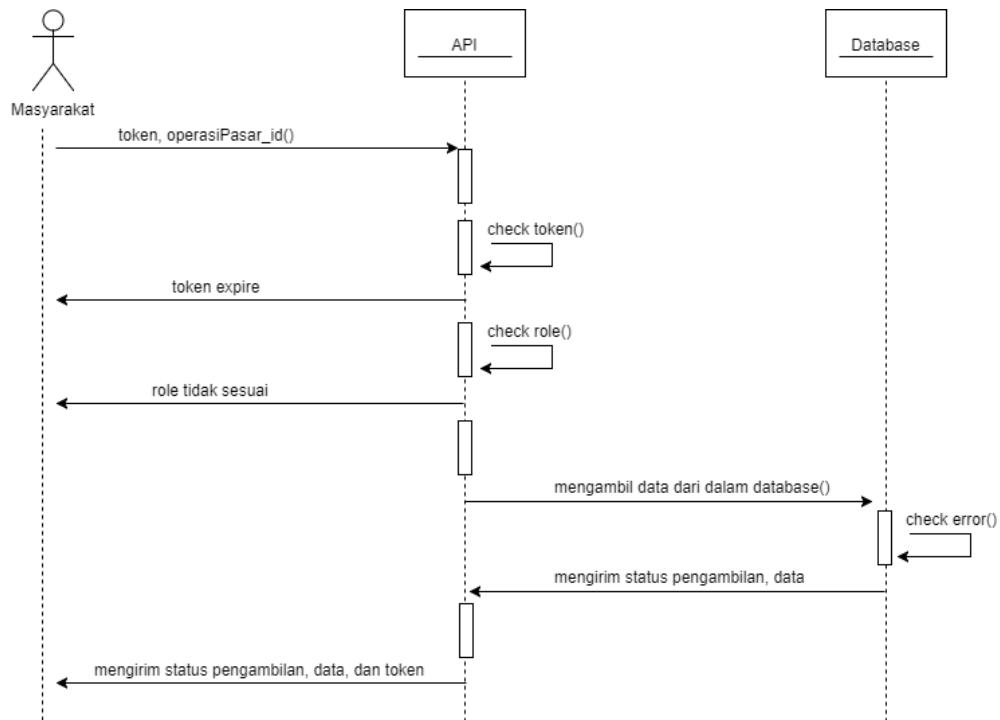 API
Database
Masyarakat
token, operasiPasar_id()
check token()
token expire
check role()
role tidak sesuai
mengambil data dari dalam database()
check error()
mengirim status pengambilan, data
mengirim status pengambilan, data, dan token